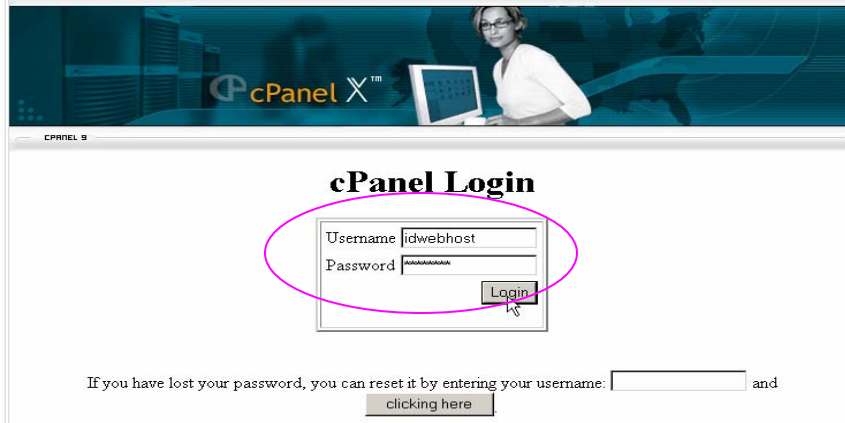 cPanel X™
CPANEL 9
cPanel Login
Username idwebhost
Password ********
Login
If you have lost your password, you can reset it by entering your username: and
clicking here.